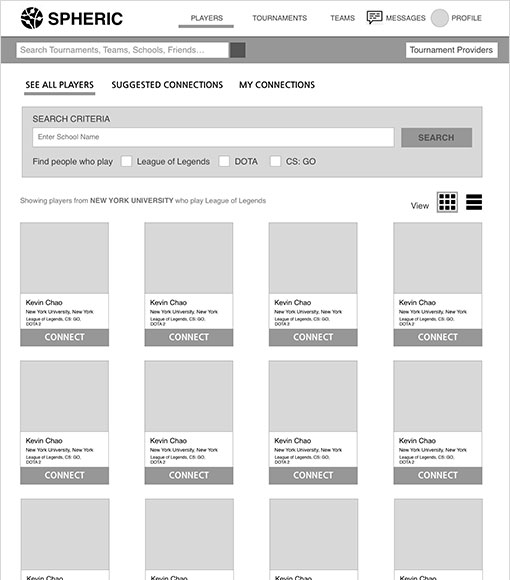 SPHERIC
PLAYERS TOURNAMENTS TEAMS MESSAGES PROFILE
Search Tournaments, Teams, Schools, Friends... Tournament Providers
SEE ALL PLAYERS SUGGESTED CONNECTIONS MY CONNECTIONS
SEARCH CRITERIA
Enter School Name SEARCH
Find people who play League of Legends DOTA CS: GO
Showing players from NEW YORK UNIVERSITY who play League of Legends View
Kevin Chao
New York University, New York
League of Legends, CS: GO,
DOTA 2
CONNECT
Kevin Chao
New York University, New York
League of Legends, CS: GO,
DOTA 2
CONNECT
Kevin Chao
New York University, New York
League of Legends, CS: GO,
DOTA 2
CONNECT
Kevin Chao
New York University, New York
League of Legends, CS: GO,
DOTA 2
CONNECT
Kevin Chao
New York University, New York
League of Legends, CS: GO,
DOTA 2
CONNECT
Kevin Chao
New York University, New York
League of Legends, CS: GO,
DOTA 2
CONNECT
Kevin Chao
New York University, New York
League of Legends, CS: GO,
DOTA 2
CONNECT
Kevin Chao
New York University, New York
League of Legends, CS: GO,
DOTA 2
CONNECT
Kevin Chao
Kevin Chao
Kevin Chao
Kevin Chao